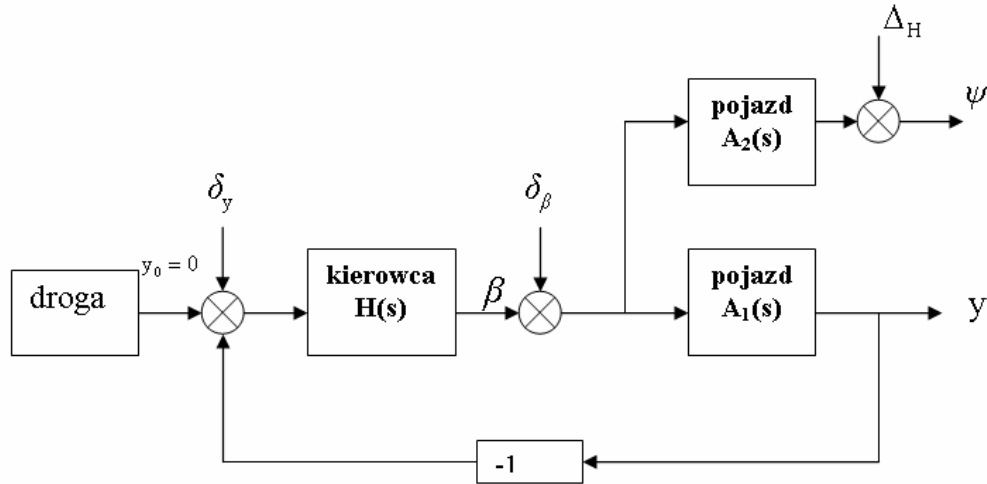 Δ_H
pojazd
A₂(s)
ψ
δ_y
δ_β
droga
y₀ = 0
kierowca
H(s)
β
pojazd
A₁(s)
y
-1